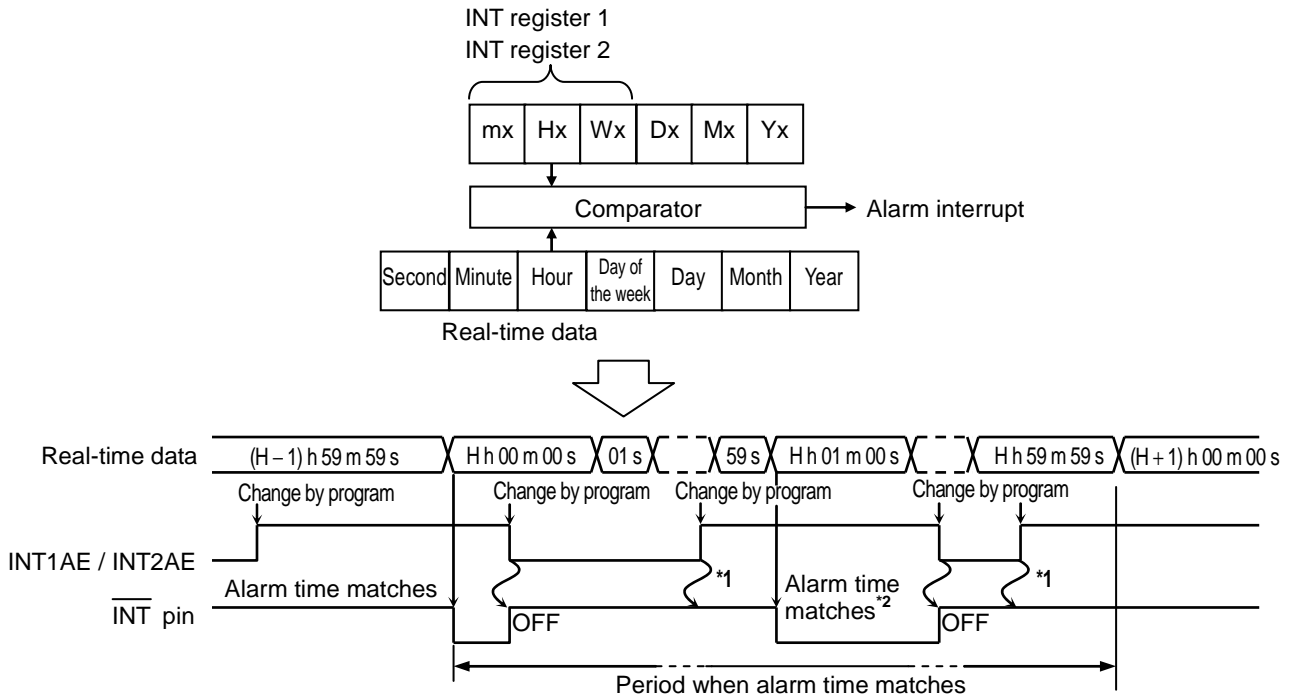 INT register 1
INT register 2
mx Hx Wx Dx Mx Yx
Comparator
Alarm interrupt
Second Minute Hour Day of the week Day Month Year
Real-time data
Real-time data
(H − 1) h 59 m 59 s H h 00 m 00 s 01 s 59 s H h 01 m 00 s H h 59 m 59 s (H + 1) h 00 m 00 s
Change by program Change by program Change by program Change by program
INT1AE / INT2AE
Alarm time matches *1 Alarm time matches*2 *1
INT pin
OFF OFF
Period when alarm time matches